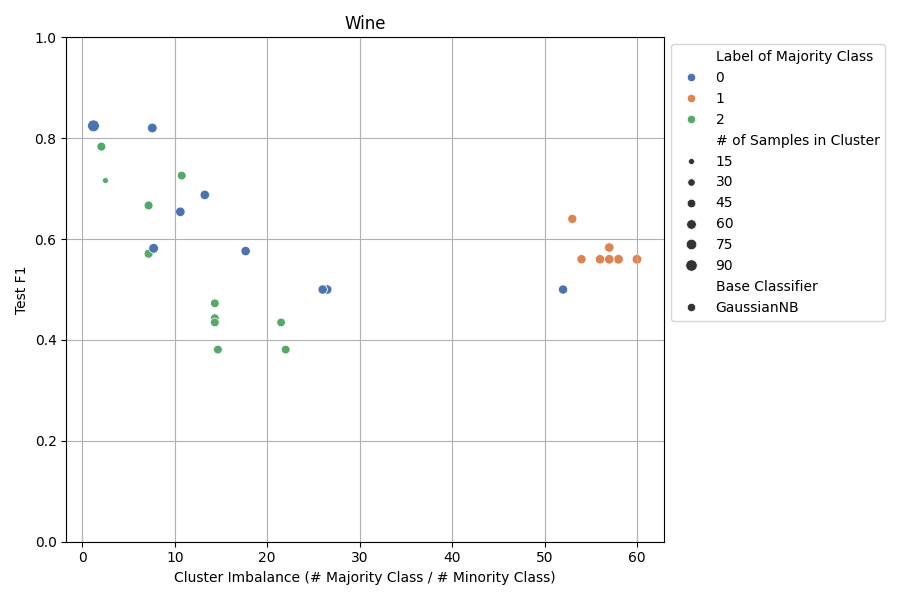 Wine
1.0
0.8
0.6
0.4
0.2
0.0
Test F1
0 10 20 30 40 50 60
Cluster Imbalance (# Majority Class / # Minority Class)
Label of Majority Class
0
1
2
# of Samples in Cluster
15
30
45
60
75
90
Base Classifier
GaussianNB